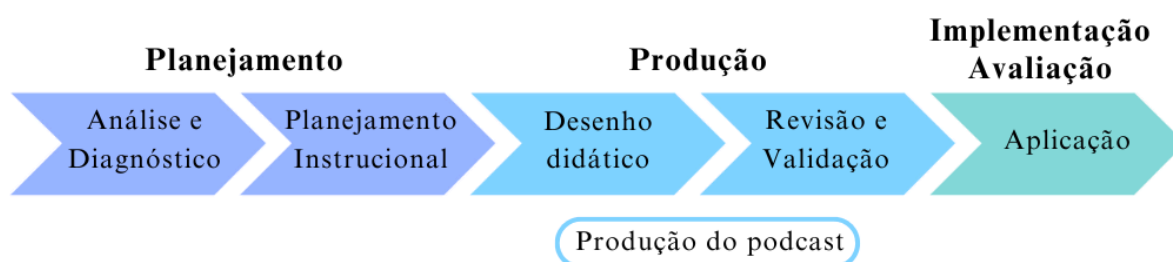 Planejamento
Produção
Implementação
Avaliação
Análise e
Diagnóstico
Planejamento
Instrucional
Desenho
didático
Revisão e
Validação
Aplicação
Produção do podcast